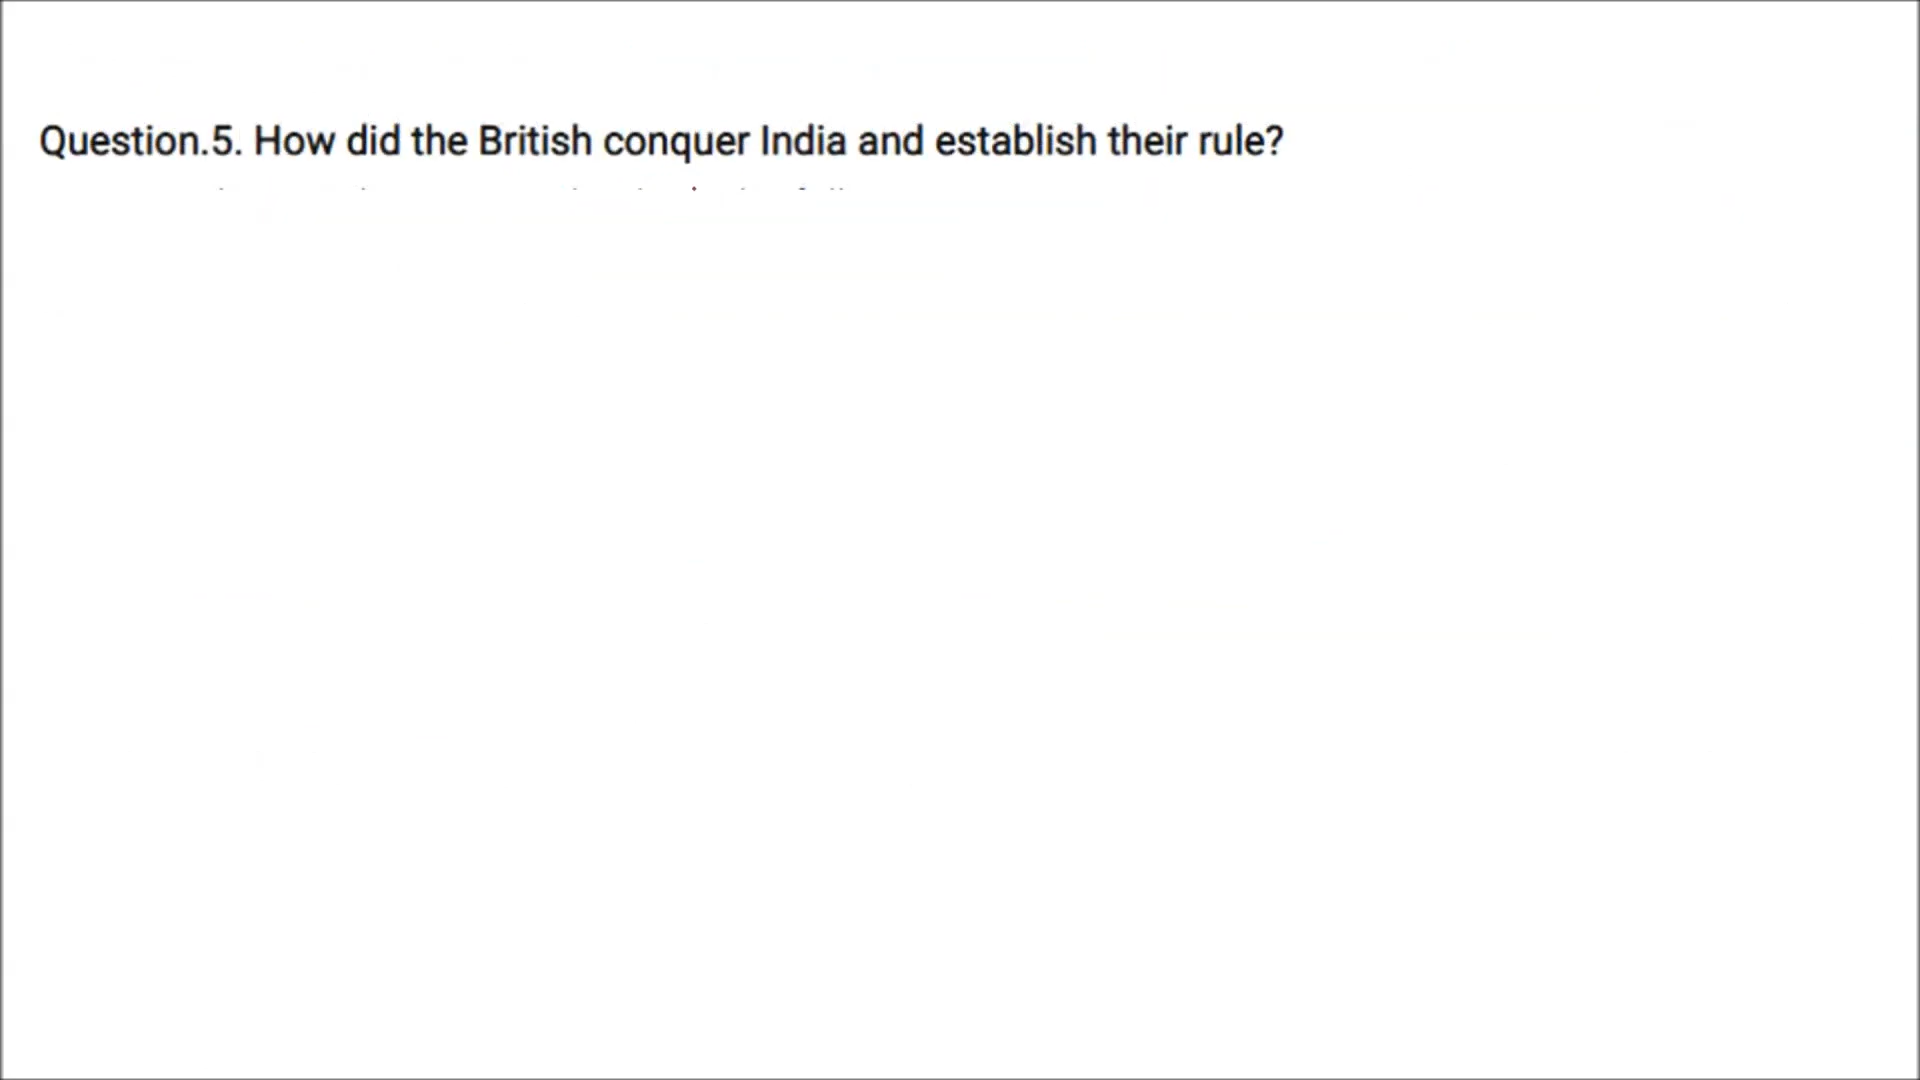 Question.5. How did the British conquer India and establish their rule?